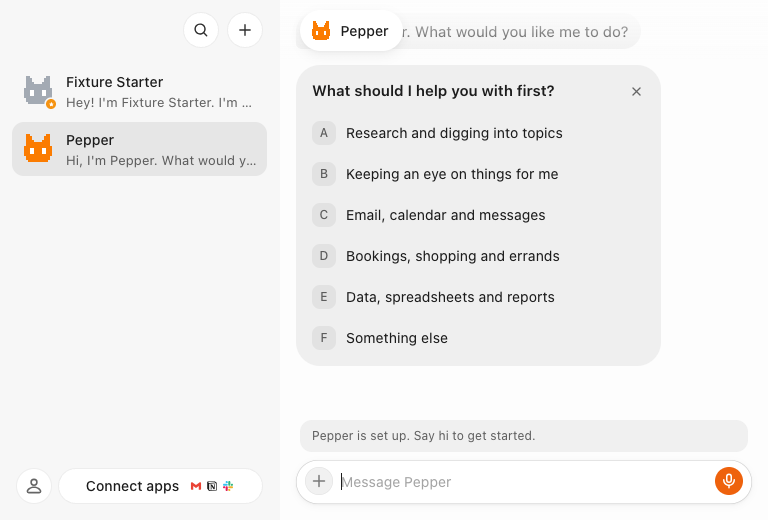 Fixture Starter
Hey! I'm Fixture Starter. I'm ...
Pepper
Hi, I'm Pepper. What would y...
Connect apps
Pepper
. What would you like me to do?
What should I help you with first?
A Research and digging into topics
B Keeping an eye on things for me
C Email, calendar and messages
D Bookings, shopping and errands
E Data, spreadsheets and reports
F Something else
Pepper is set up. Say hi to get started.
Message Pepper